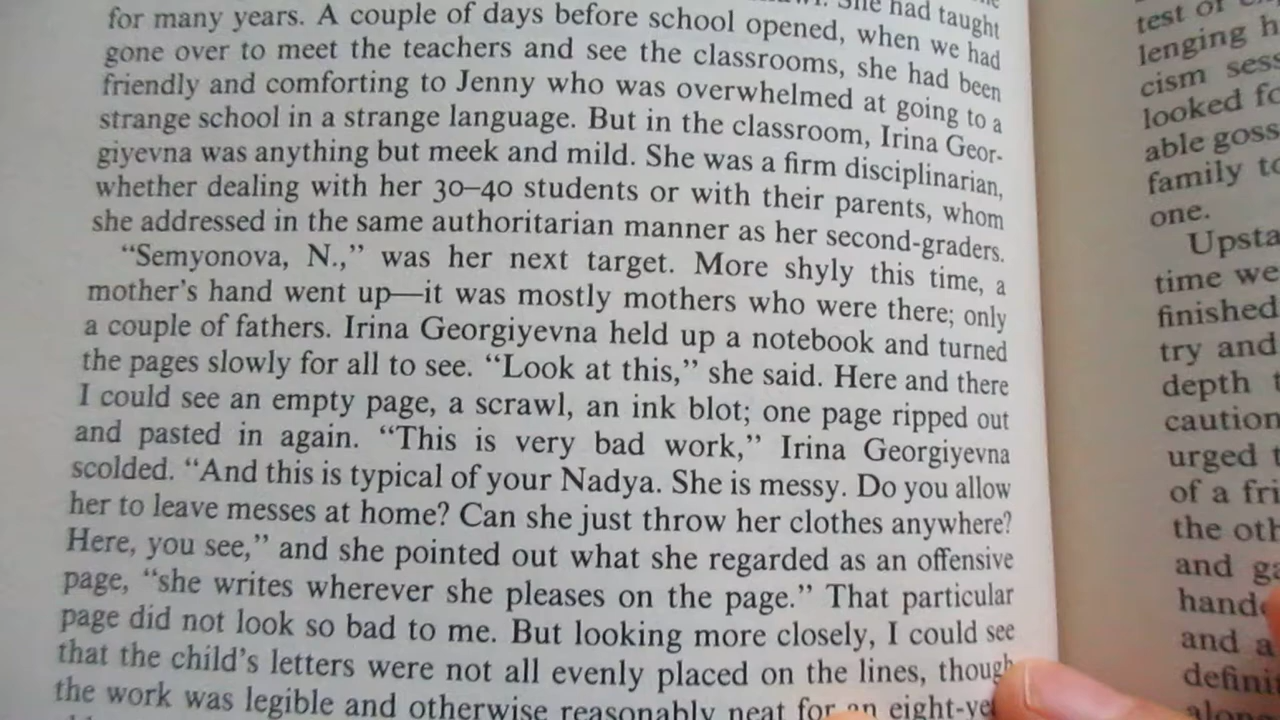 She had taught
for many years. A couple of days before school opened, when we had
gone over to meet the teachers and see the classrooms, she had been
friendly and comforting to Jenny who was overwhelmed at going to a
strange school in a strange language. But in the classroom, Irina Geor-
giyevna was anything but meek and mild. She was a firm disciplinarian,
whether dealing with her 30–40 students or with their parents, whom
she addressed in the same authoritarian manner as her second-graders.
“Semyonova, N.,” was her next target. More shyly this time, a
mother’s hand went up—it was mostly mothers who were there; only
a couple of fathers. Irina Georgiyevna held up a notebook and turned
the pages slowly for all to see. “Look at this,” she said. Here and there
I could see an empty page, a scrawl, an ink blot; one page ripped out
and pasted in again. “This is very bad work,” Irina Georgiyevna
scolded. “And this is typical of your Nadya. She is messy. Do you allow
her to leave messes at home? Can she just throw her clothes anywhere?
Here, you see,” and she pointed out what she regarded as an offensive
page, “she writes wherever she pleases on the page.” That particular
page did not look so bad to me. But looking more closely, I could see
that the child’s letters were not all evenly placed on the lines, though
the work was legible and otherwise reasonably neat for an
test of
lenging
cism
looked
able
family
one.
time we
finished
try and
depth
caution
urged
of a
the
and
and a